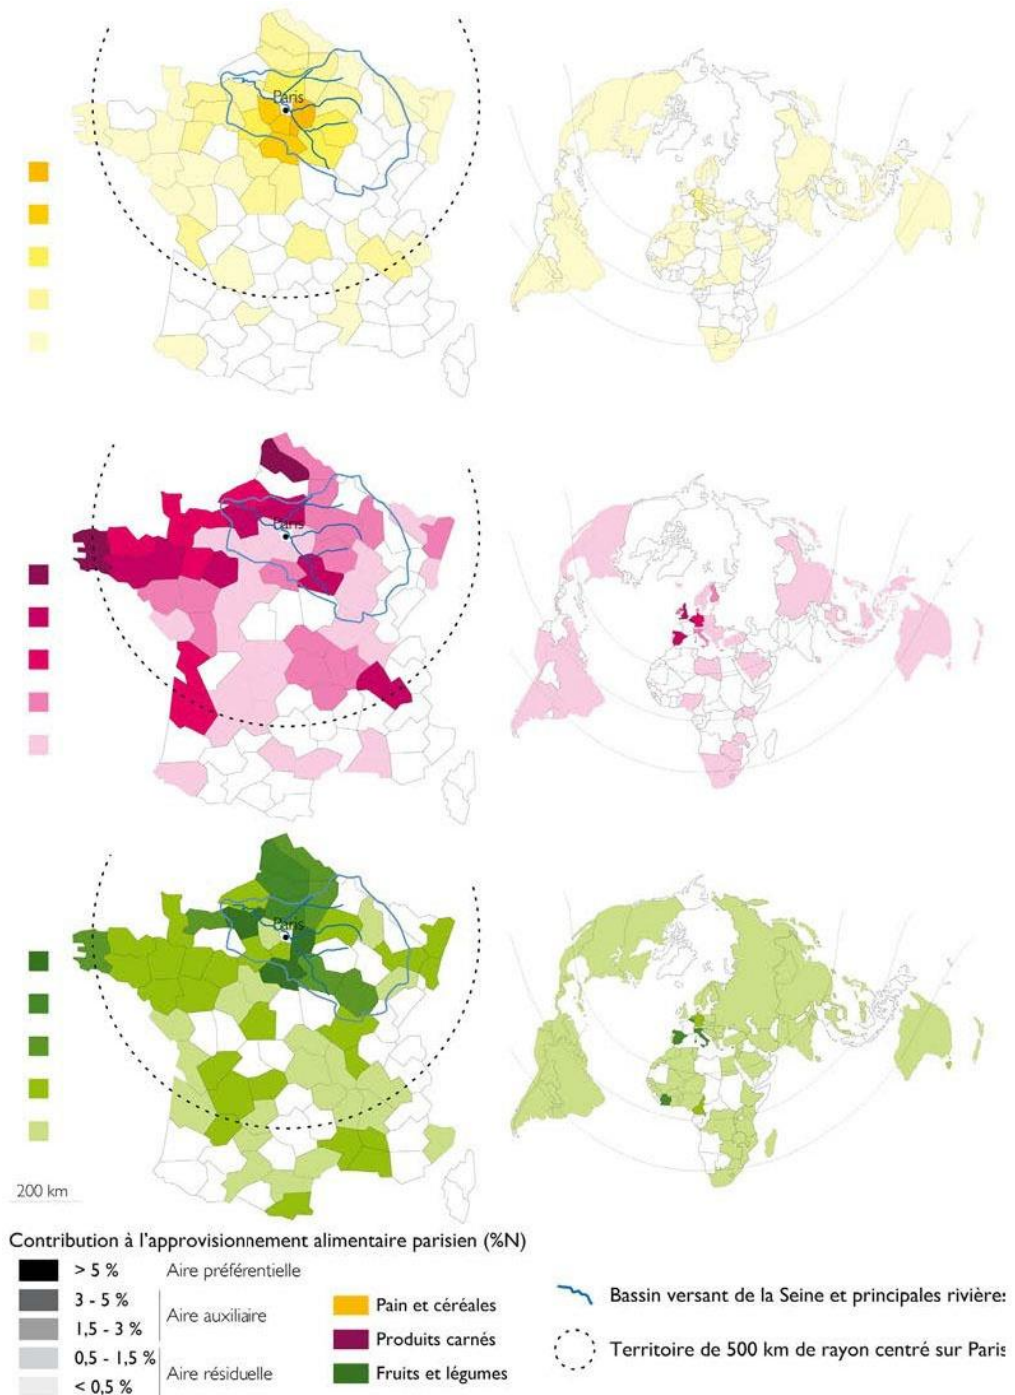 Paris
Paris
Paris
200 km
Contribution à l'approvisionnement alimentaire parisien (%N)
> 5 % Aire préférentielle
3 - 5 % Aire auxiliaire
1,5 - 3 %
0,5 - 1,5 % Aire résiduelle
< 0,5 %
Pain et céréales
Produits carnés
Fruits et légumes
Bassin versant de la Seine et principales rivière:
Territoire de 500 km de rayon centré sur Paris